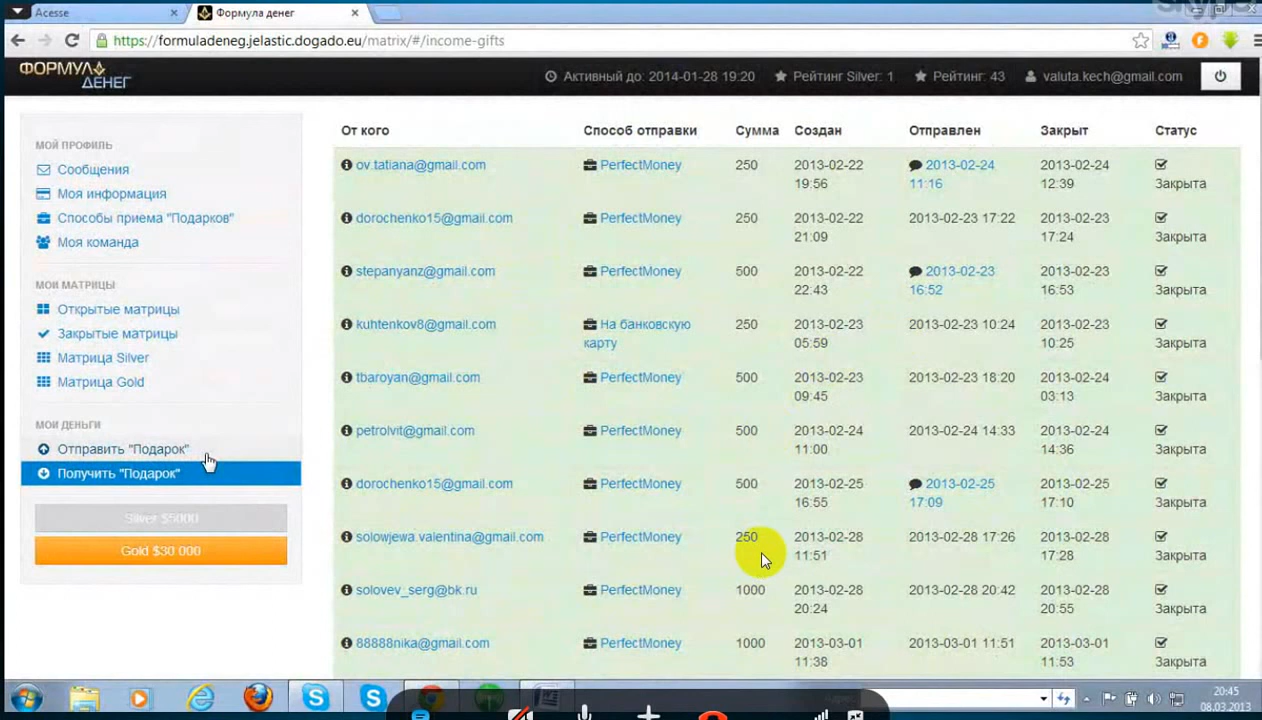 Skype
Acesse
Формула денег
https://formuladeneg.jelastic.dogado.eu/matrix/#/income-gifts
ФОРМУЛА
ДЕНЕГ
Активный до: 2014-01-28 19:20 Рейтинг Silver: 1 Рейтинг: 43 valuta.kech@gmail.com
МОЙ ПРОФИЛЬ
Сообщения
Моя информация
Способы приема "Подарков"
Моя команда
МОИ МАТРИЦЫ
Открытые матрицы
Закрытые матрицы
Матрица Silver
Матрица Gold
МОИ ДЕНЬГИ
Отправить "Подарок"
Получить "Подарок"
Silver $5000
Gold $30 000
От кого Способ отправки Сумма Создан Отправлен Закрыт Статус
ov.tatiana@gmail.com PerfectMoney 250 2013-02-22 2013-02-24 2013-02-24
19:56 11:16 12:39 Закрыта
dorochenko15@gmail.com PerfectMoney 250 2013-02-22 2013-02-23 17:22 2013-02-23
21:09 17:24 Закрыта
stepanyanz@gmail.com PerfectMoney 500 2013-02-22 2013-02-23 2013-02-23
22:43 16:52 16:53 Закрыта
kuhtenkov8@gmail.com На банковскую 250 2013-02-23 2013-02-23 10:24 2013-02-23
карту 05:59 10:25 Закрыта
tbaroyan@gmail.com PerfectMoney 500 2013-02-23 2013-02-23 18:20 2013-02-24
09:45 03:13 Закрыта
petrolvit@gmail.com PerfectMoney 500 2013-02-24 2013-02-24 14:33 2013-02-24
11:00 14:36 Закрыта
dorochenko15@gmail.com PerfectMoney 500 2013-02-25 2013-02-25 2013-02-25
16:55 17:09 17:10 Закрыта
solowjewa.valentina@gmail.com PerfectMoney 250 2013-02-28 2013-02-28 17:26 2013-02-28
11:51 17:28 Закрыта
solovev_serg@bk.ru PerfectMoney 1000 2013-02-28 2013-02-28 20:42 2013-02-28
20:24 20:55 Закрыта
88888nika@gmail.com PerfectMoney 1000 2013-03-01 2013-03-01 11:51 2013-03-01
11:38 11:53 Закрыта
20:45
08.03.2013